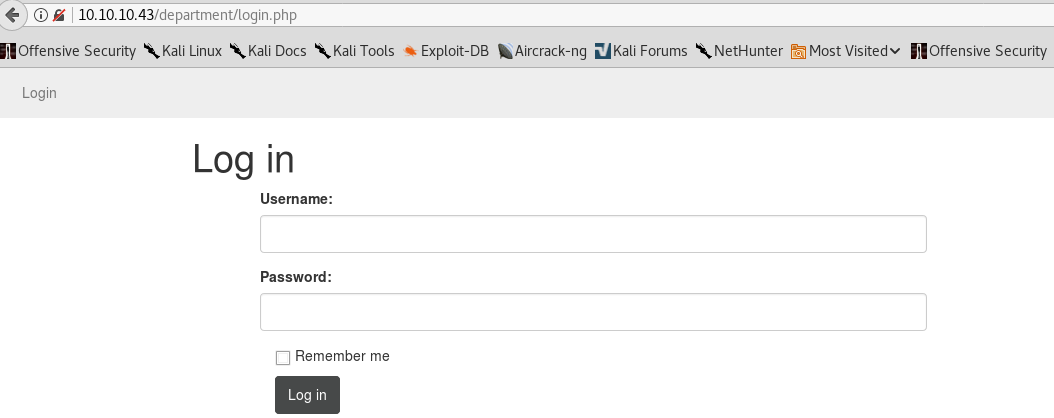 10.10.10.43/department/login.php
Offensive Security Kali Linux Kali Docs Kali Tools Exploit-DB Aircrack-ng Kali Forums NetHunter Most Visited Offensive Security
Login
Log in
Username:
Password:
Remember me
Log in